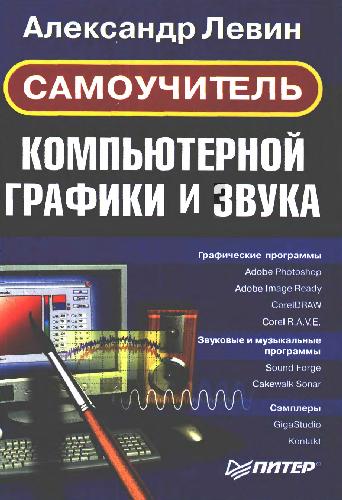 Александр Левин
САМОУЧИТЕЛЬ
КОМПЬЮТЕРНОЙ
ГРАФИКИ И ЗВУКА
Графические программы
Adobe Photoshop
Adobe Image Ready
CorelDRAW
Corel R.A.V.E.
Звуковые и музыкальные
программы
Sound Forge
Cakewalk Sonar
Сэмплеры
GigaStudio
Kontakt
ПИТЕР